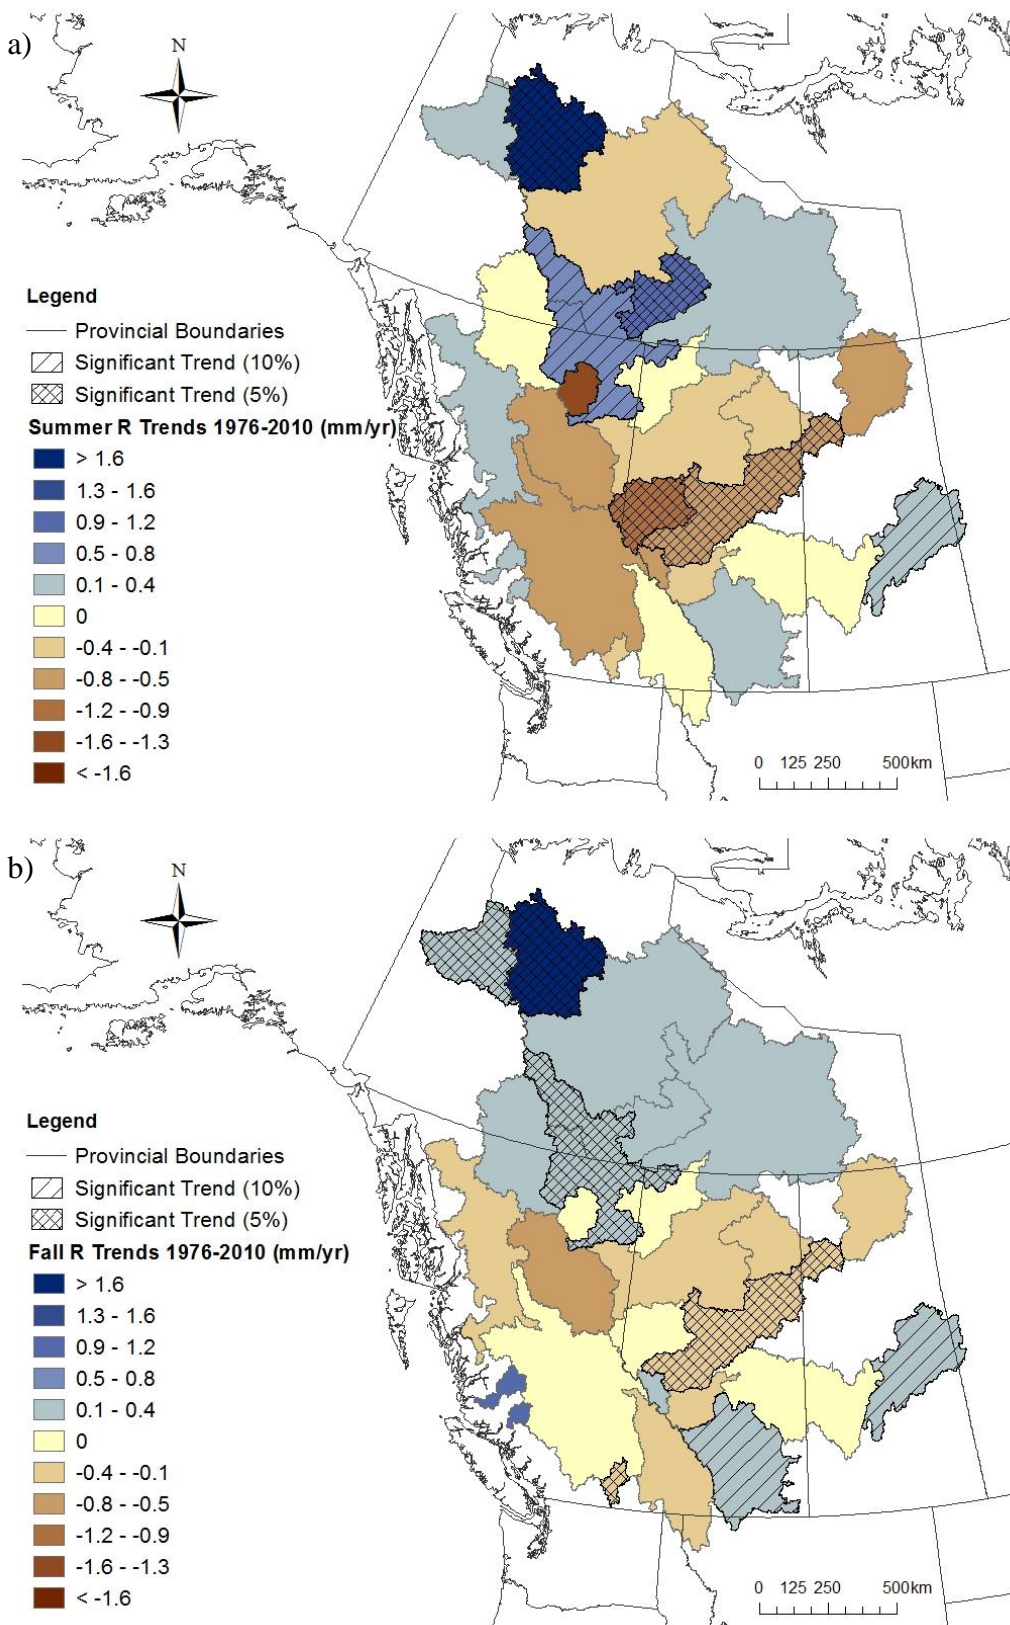 a)
N
Legend
Provincial Boundaries
Significant Trend (10%)
Significant Trend (5%)
Summer R Trends 1976-2010 (mm/yr)
> 1.6
1.3 - 1.6
0.9 - 1.2
0.5 - 0.8
0.1 - 0.4
0
-0.4 - -0.1
-0.8 - -0.5
-1.2 - -0.9
-1.6 - -1.3
< -1.6
0 125 250 500km
b)
N
Legend
Provincial Boundaries
Significant Trend (10%)
Significant Trend (5%)
Fall R Trends 1976-2010 (mm/yr)
> 1.6
1.3 - 1.6
0.9 - 1.2
0.5 - 0.8
0.1 - 0.4
0
-0.4 - -0.1
-0.8 - -0.5
-1.2 - -0.9
-1.6 - -1.3
< -1.6
0 125 250 500km